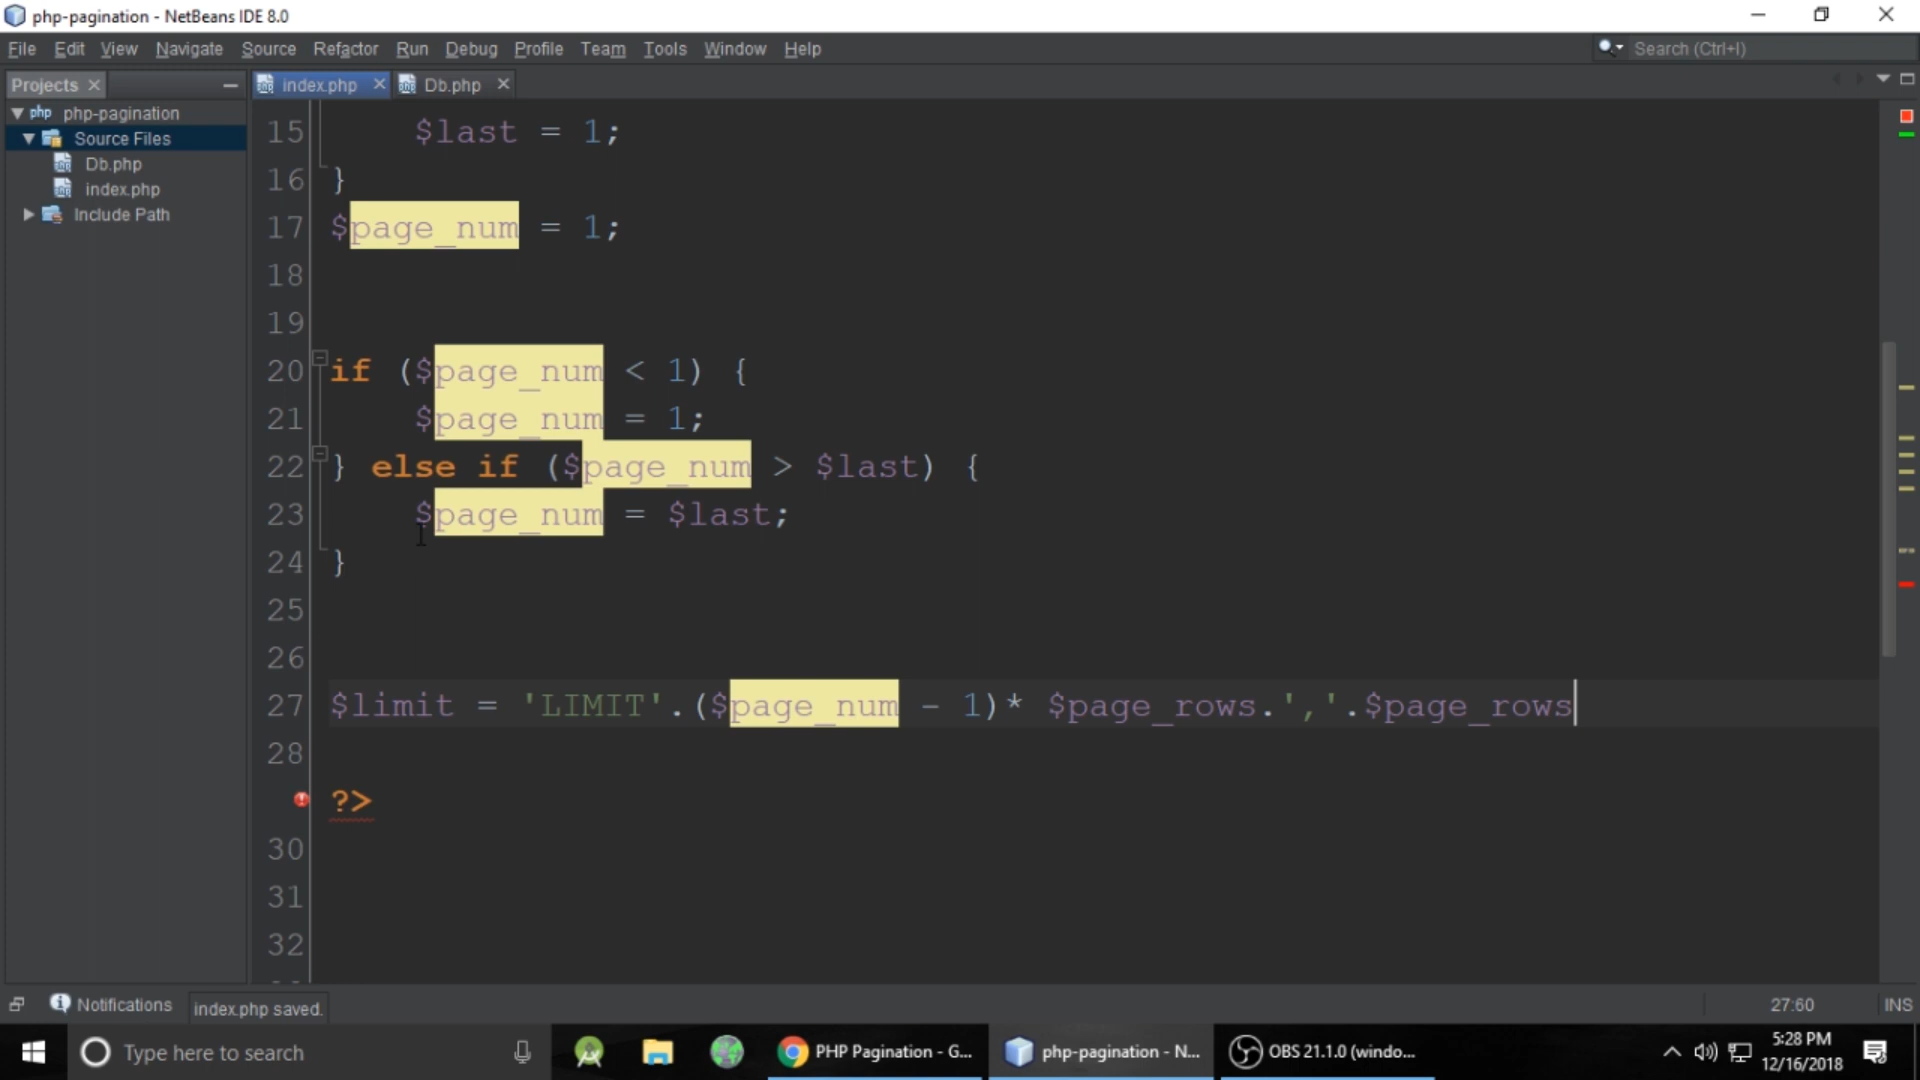 php-pagination - NetBeans IDE 8.0
File Edit View Navigate Source Refactor Run Debug Profile Team Tools Window Help
Search (Ctrl+I)
Projects
index.php
Db.php
php php-pagination
Source Files
Db.php
index.php
Include Path
15 $last = 1;
16 }
17 $page_num = 1;
18
19
20 if ($page_num < 1) {
21 $page_num = 1;
22 } else if ($page_num > $last) {
23 $page_num = $last;
24 }
25
26
27 $limit = 'LIMIT'.($page_num - 1)* $page_rows.','.$page_rows
28
?>
30
31
32
Notifications
index.php saved.
27:60
INS
Type here to search
PHP Pagination - G...
php-pagination - N...
OBS 21.1.0 (windo...
5:28 PM
12/16/2018